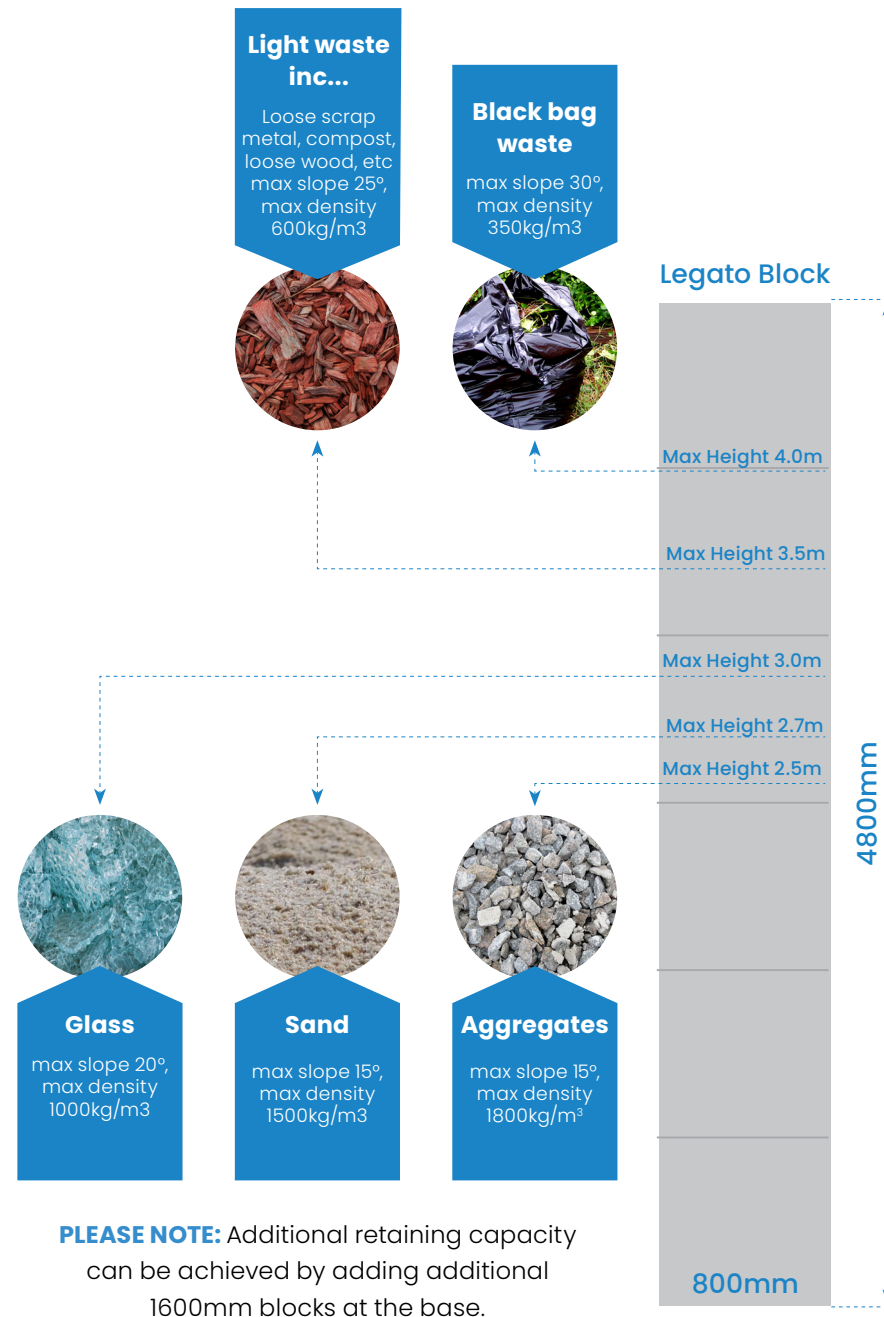 Light waste
inc...
Loose scrap
metal, compost,
loose wood, etc
max slope 25º,
max density
600kg/m3
Black bag
waste
max slope 30º,
max density
350kg/m3
Legato Block
Max Height 4.0m
Max Height 3.5m
Max Height 3.0m
Max Height 2.7m
Max Height 2.5m
4800mm
Glass
max slope 20º,
max density
1000kg/m3
Sand
max slope 15º,
max density
1500kg/m3
Aggregates
max slope 15º,
max density
1800kg/m³
800mm
PLEASE NOTE: Additional retaining capacity
can be achieved by adding additional
1600mm blocks at the base.